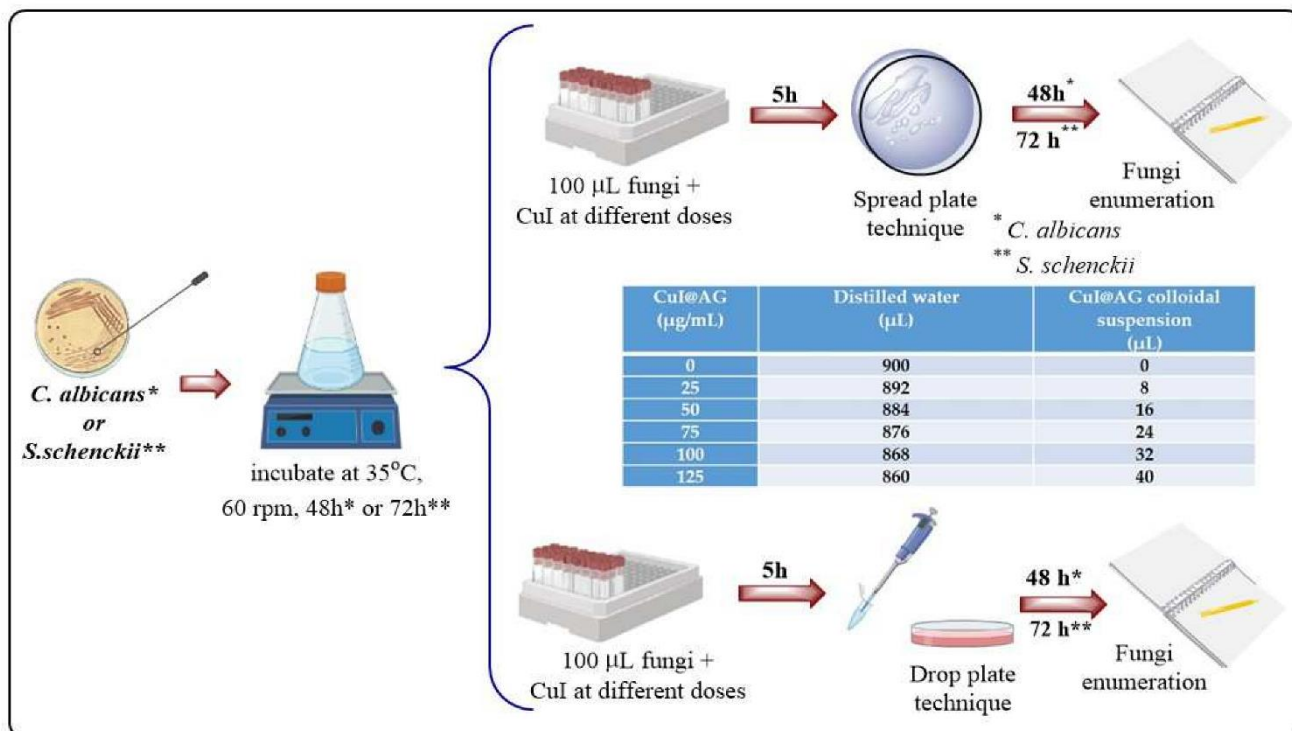 C. albicans*
or
S.schenckii**
incubate at 35°C,
60 rpm, 48h* or 72h**
100 μL fungi +
CuI at different doses
5h
Spread plate
technique
48h*
72 h**
Fungi
enumeration
* C. albicans
** S. schenckii
CuI@AG (μg/mL) Distilled water (μL) CuI@AG colloidal suspension (μL)
0 900 0
25 892 8
50 884 16
75 876 24
100 868 32
125 860 40
100 μL fungi +
CuI at different doses
5h
Drop plate
technique
48 h*
72 h**
Fungi
enumeration